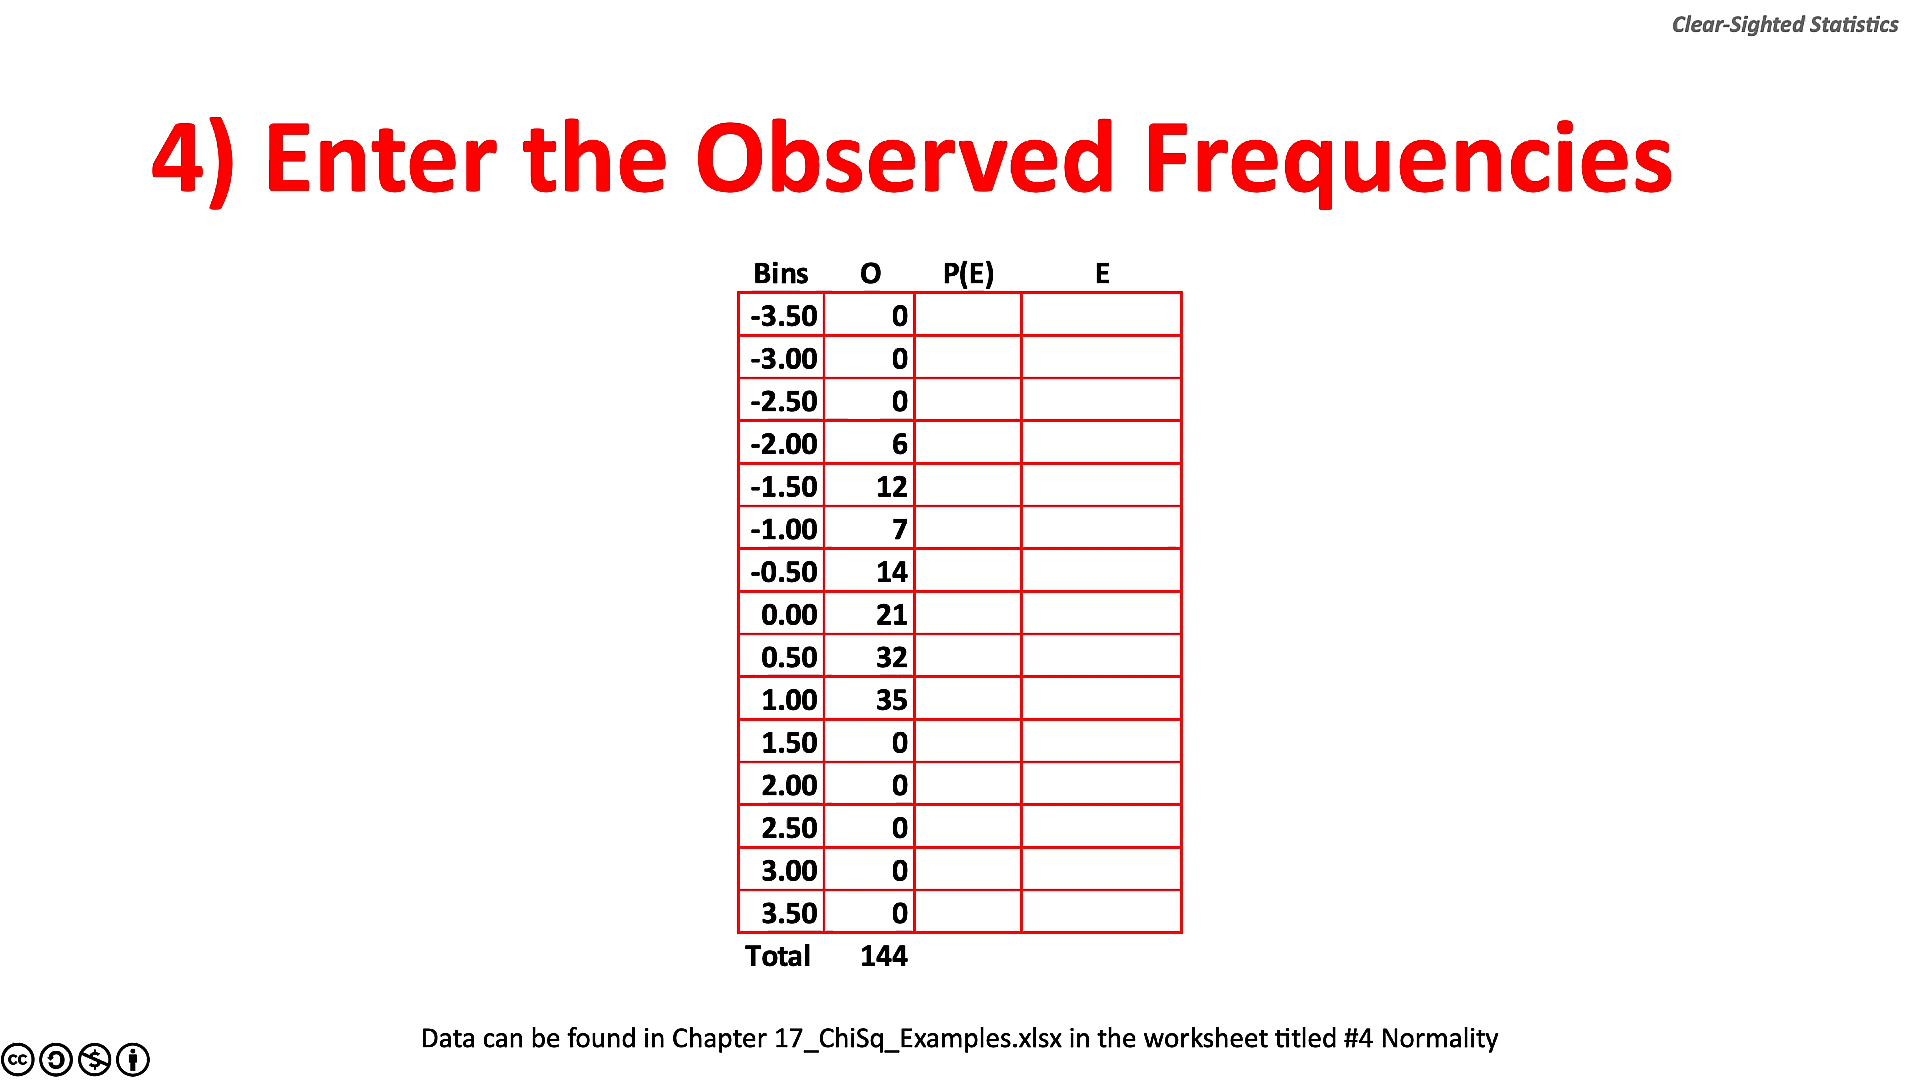 Clear-Sighted Statistics
4) Enter the Observed Frequencies
Bins O P(E) E
-3.50 0
-3.00 0
-2.50 0
-2.00 6
-1.50 12
-1.00 7
-0.50 14
0.00 21
0.50 32
1.00 35
1.50 0
2.00 0
2.50 0
3.00 0
3.50 0
Total 144
Data can be found in Chapter 17_ChiSq_Examples.xlsx in the worksheet titled #4 Normality
cc